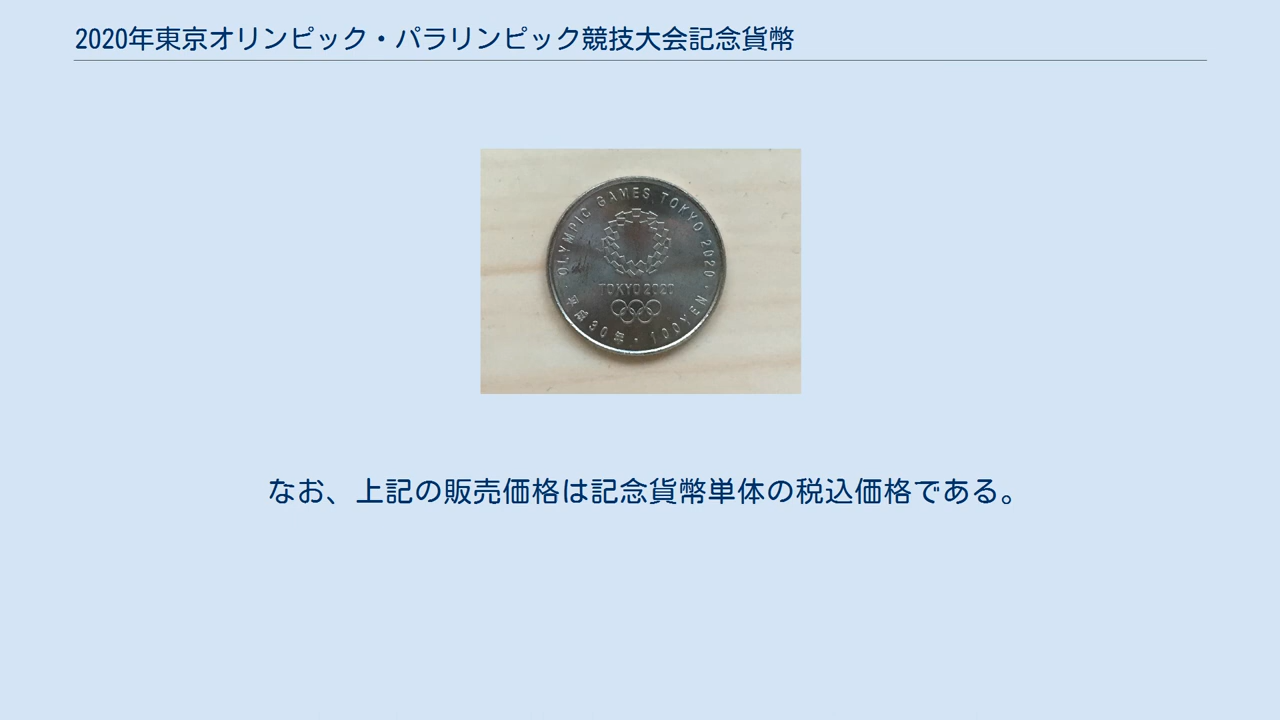 2020年東京オリンピック・パラリンピック競技大会記念貨幣
OLYMPIC GAMES TOKYO 2020
TOKYO 2020
平成30年・100YEN
なお、上記の販売価格は記念貨幣単体の税込価格である。